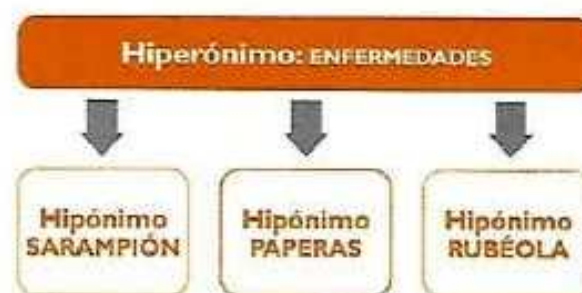 Hiperónimo: ENFERMEDADES
Hipónimo
SARAMPIÓN
Hipónimo
PAPERAS
Hipónimo
RUBÉOLA